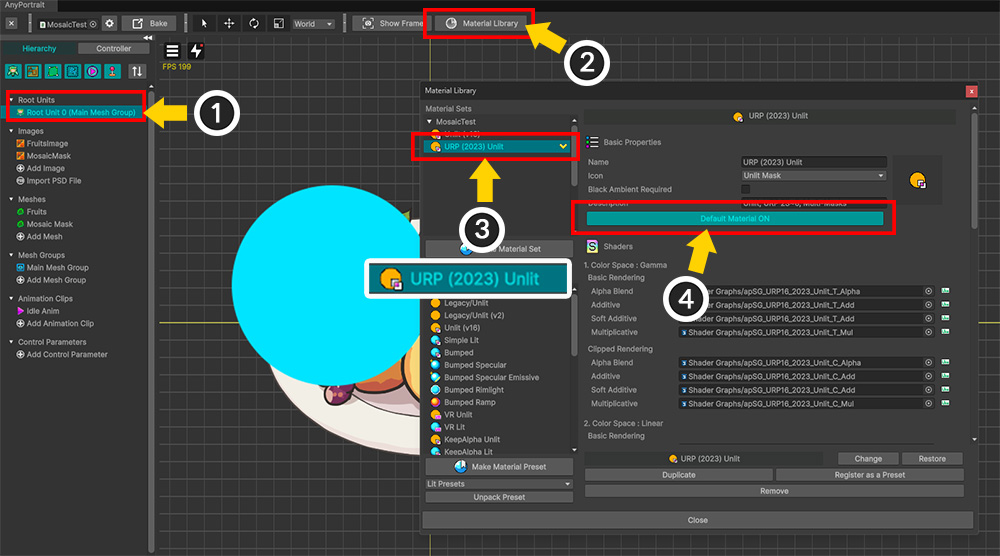 AnyPortrait
MosaicTest
Bake
World
Show Frame
Material Library
Hierarchy
Controller
FPS 199
Root Units
Root Unit 0 (Main Mesh Group)
Images
FruitsImage
MosaicMask
Add Image
Import PSD File
Meshes
Fruits
Mosaic Mask
Add Mesh
Mesh Groups
Main Mesh Group
Add Mesh Group
Animation Clips
Idle Anim
Add Animation Clip
Control Parameters
Add Control Parameter
1
2
3
4
Material Library
x
Material Sets
MosaicTest
Unlit (v16)
URP (2023) Unlit
Material Set
URP (2023) Unlit
Legacy/Unlit
Legacy/Unlit (v2)
Unlit (v16)
Simple Lit
Bumped
Bumped Specular
Bumped Specular Emissive
Bumped Rimlight
Bumped Ramp
VR Unlit
VR Lit
KeepAlpha Unlit
KeepAlpha Lit
Make Material Preset
Lit Presets
Unpack Preset
URP (2023) Unlit
Basic Properties
Name
URP (2023) Unlit
Icon
Unlit Mask
Black Ambient Required
Description
Unlit, URP 23~6, Multi-Masks
Default Material ON
Shaders
1. Color Space : Gamma
Basic Rendering
Alpha Blend
Shader Graphs/apSG_URP16_2023_Unlit_T_Alpha
Additive
Shader Graphs/apSG_URP16_2023_Unlit_T_Add
Soft Additive
Shader Graphs/apSG_URP16_2023_Unlit_T_Add
Multiplicative
Shader Graphs/apSG_URP16_2023_Unlit_T_Mul
Clipped Rendering
Alpha Blend
Shader Graphs/apSG_URP16_2023_Unlit_C_Alpha
Additive
Shader Graphs/apSG_URP16_2023_Unlit_C_Add
Soft Additive
Shader Graphs/apSG_URP16_2023_Unlit_C_Add
Multiplicative
Shader Graphs/apSG_URP16_2023_Unlit_C_Mul
2. Color Space : Linear
Basic Rendering
URP (2023) Unlit
Change
Restore
Duplicate
Register as a Preset
Remove
Close